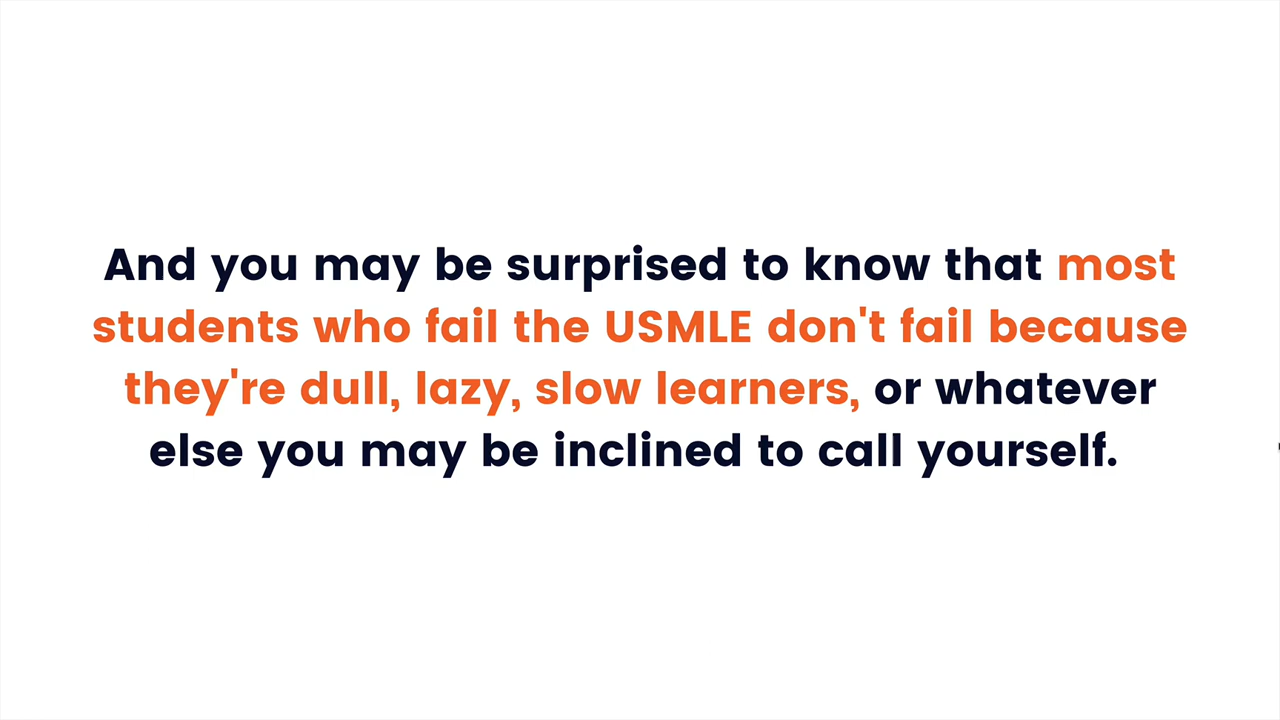 And you may be surprised to know that most
students who fail the USMLE don't fail because
they're dull, lazy, slow learners, or whatever
else you may be inclined to call yourself.